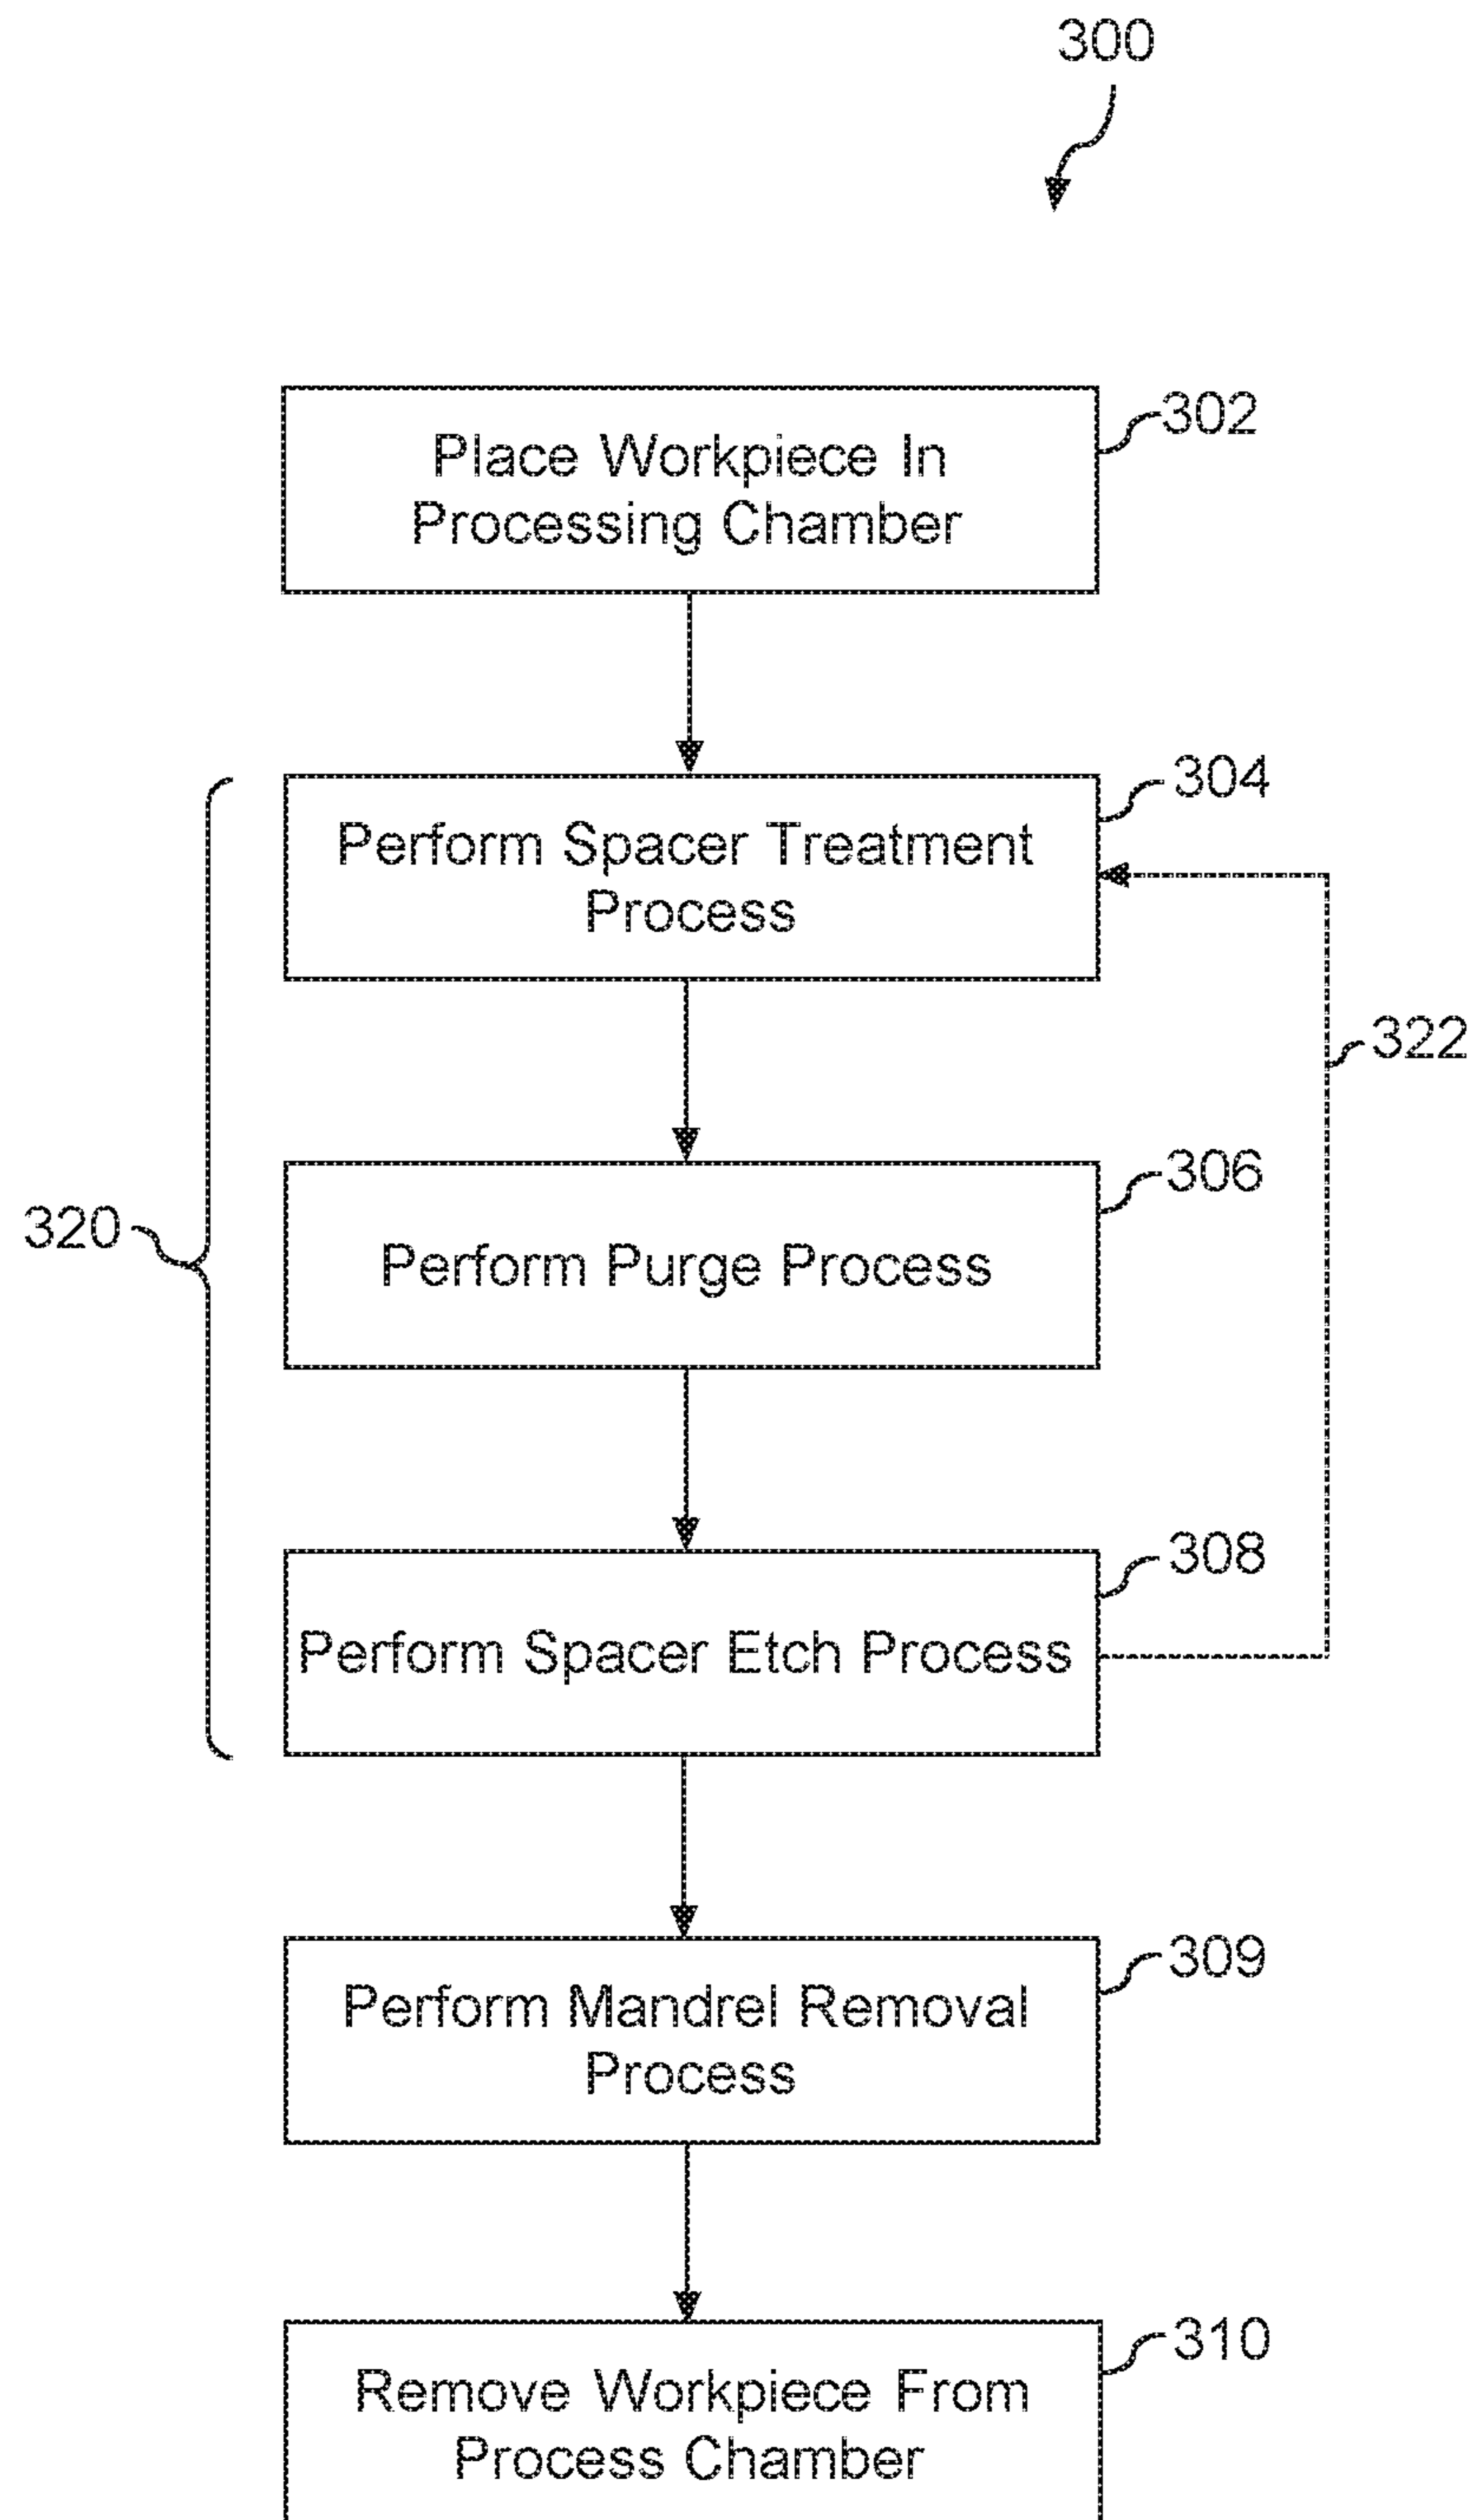 300
Place Workpiece In
Processing Chamber
302
Perform Spacer Treatment
Process
304
322
Perform Purge Process
306
320
Perform Spacer Etch Process
308
Perform Mandrel Removal
Process
309
Remove Workpiece From
Process Chamber
310